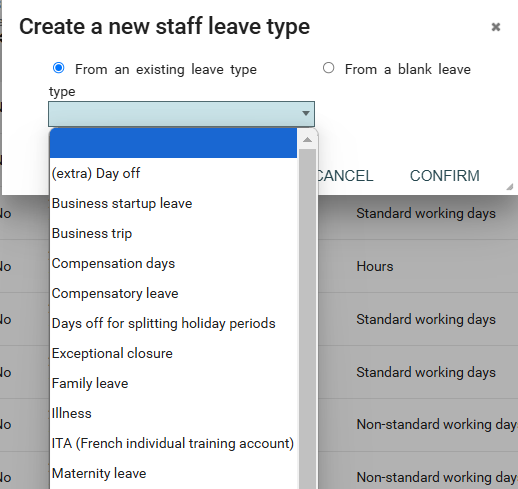 Create a new staff leave type
From an existing leave type
From a blank leave
type
(extra) Day off
Business startup leave
Business trip
Compensation days
Compensatory leave
Days off for splitting holiday periods
Exceptional closure
Family leave
Illness
ITA (French individual training account)
Maternity leave
CANCEL
CONFIRM
No
Standard working days
No
Hours
No
Standard working days
No
Standard working days
No
Non-standard working day
No
Non-standard working day